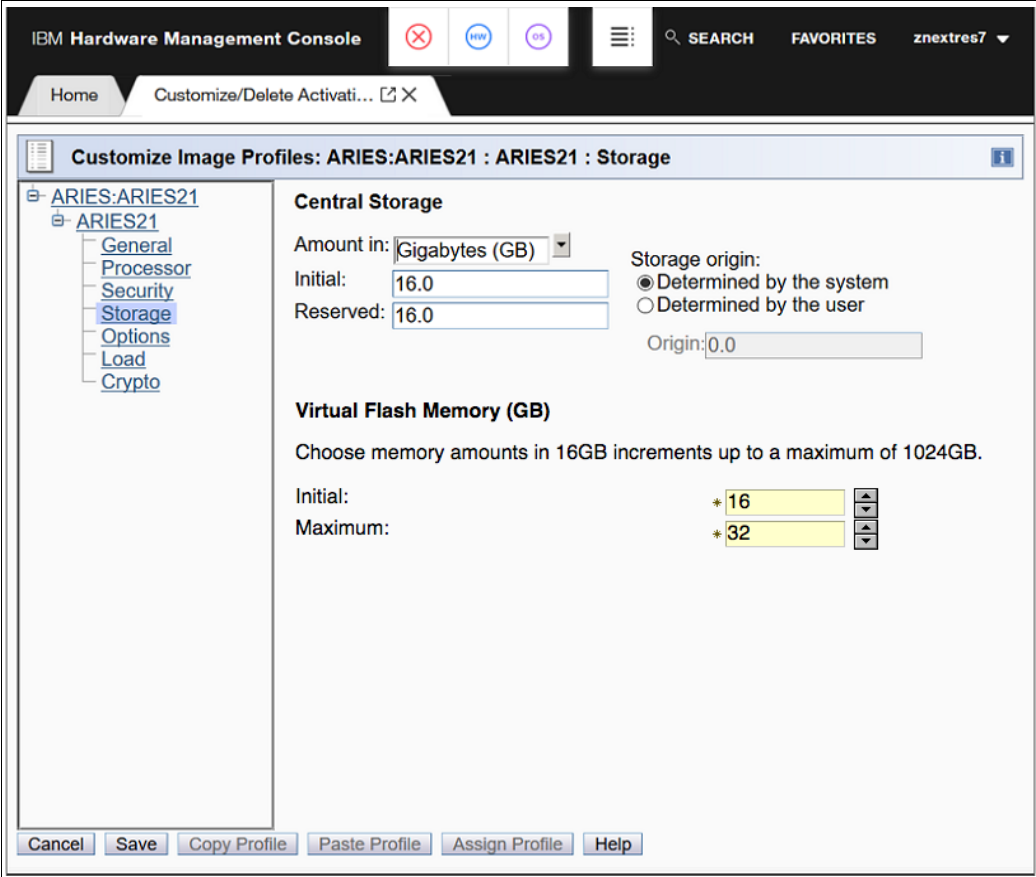 IBM Hardware Management Console
HW
OS
SEARCH
FAVORITES
znextres7
Home
Customize/Delete Activati...
Customize Image Profiles: ARIES:ARIES21 : ARIES21 : Storage
i
ARIES:ARIES21
ARIES21
General
Processor
Security
Storage
Options
Load
Crypto
Central Storage
Amount in: Gigabytes (GB)
Initial: 16.0
Reserved: 16.0
Storage origin:
Determined by the system
Determined by the user
Origin: 0.0
Virtual Flash Memory (GB)
Choose memory amounts in 16GB increments up to a maximum of 1024GB.
Initial: * 16
Maximum: * 32
Cancel Save Copy Profile Paste Profile Assign Profile Help